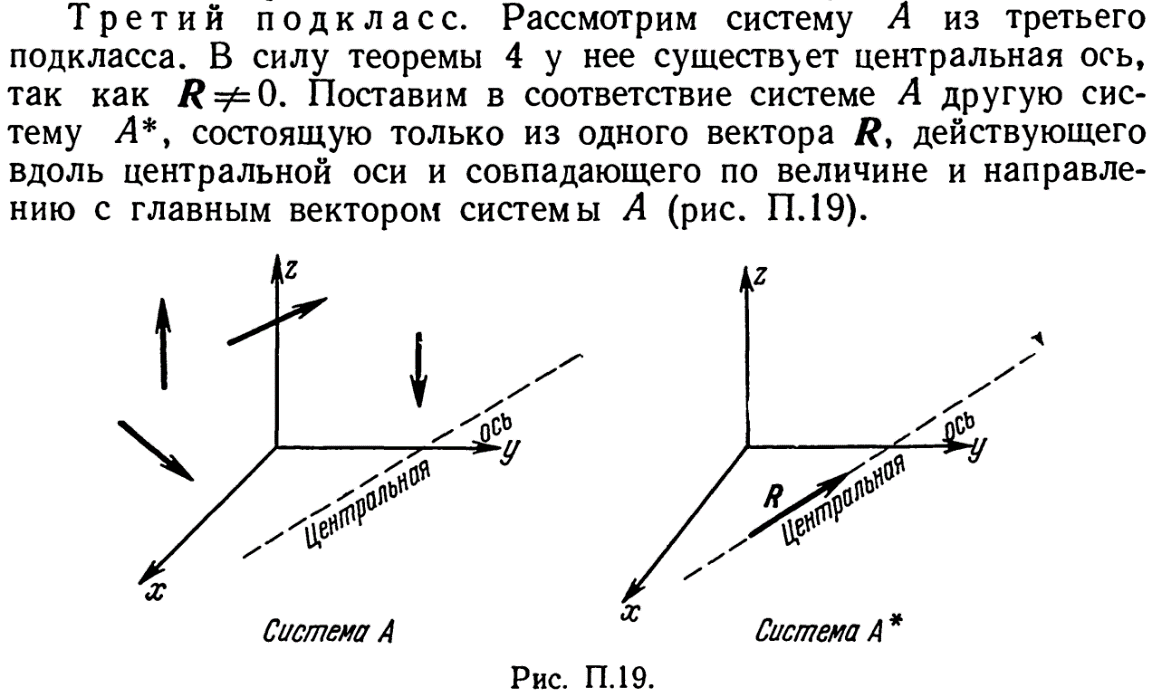 Третий подкласс. Рассмотрим систему A из третьего
подкласса. В силу теоремы 4 у нее существует центральная ось,
так как R≠0. Поставим в соответствие системе A другую сис-
тему A*, состоящую только из одного вектора R, действующего
вдоль центральной оси и совпадающего по величине и направле-
нию с главным вектором системы A (рис. П.19).
z
z
ось
y
ось
y
Центральная
R
Центральная
x
x
Система A
Система A*
Рис. П.19.